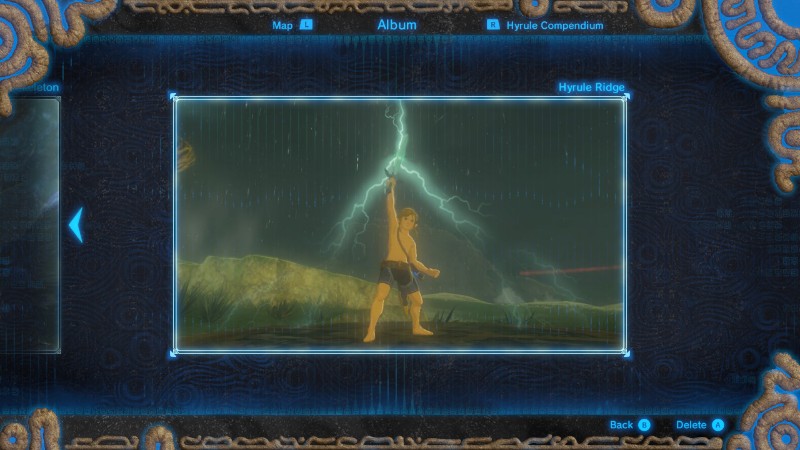 Map L
Album
R Hyrule Compendium
Hyrule Ridge
Back B
Delete A